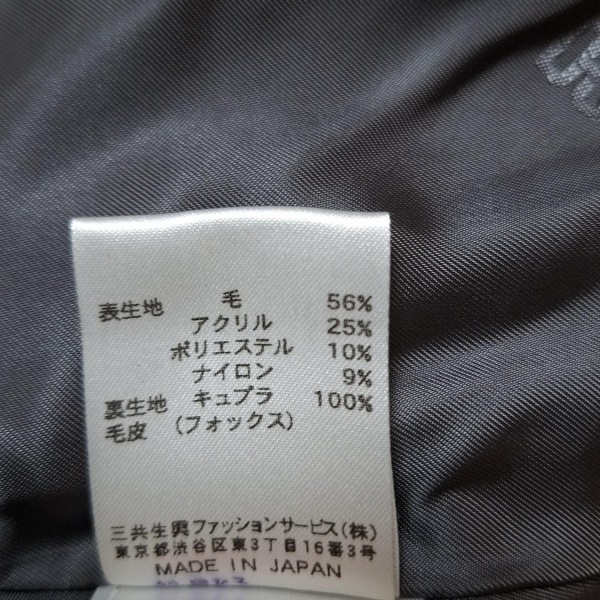 表生地 毛 56%
アクリル 25%
ポリエステル 10%
ナイロン 9%
裏生地 キュプラ 100%
毛皮 (フォックス)
三共生興ファッションサービス(株)
東京都渋谷区東3丁目16番3号
MADE IN JAPAN